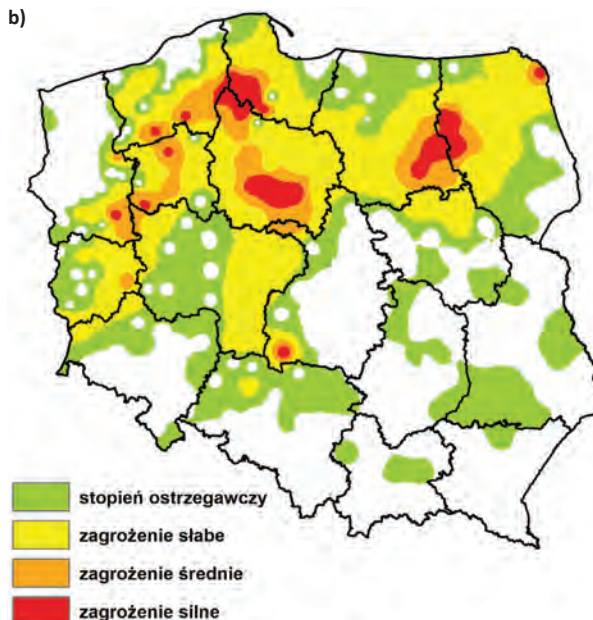 b)
stopień ostrzegawczy
zagrożenie słabe
zagrożenie średnie
zagrożenie silne